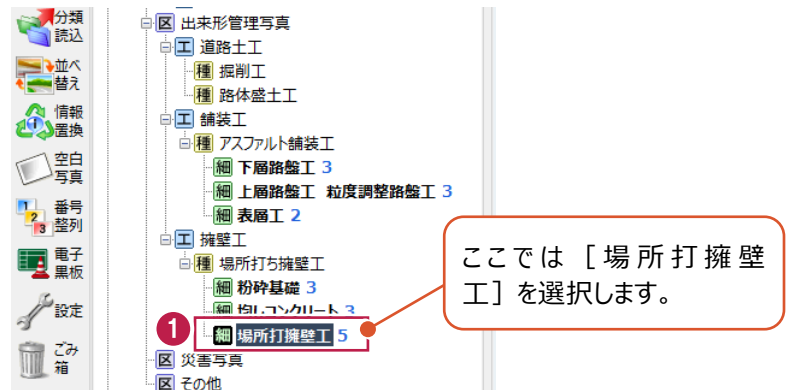 分類
読込
並べ
替え
情報
置換
空白
写真
番号
整列
電子
黒板
設定
ごみ
箱
区 出来形管理写真
工 道路土工
種 掘削工
種 路体盛土工
工 舗装工
種 アスファルト舗装工
細 下層路盤工 3
細 上層路盤工 粒度調整路盤工 3
細 表層工 2
工 擁壁工
種 場所打ち擁壁工
細 粉砕基礎 3
細 均しコンクリート 3
1 細 場所打擁壁工 5
区 災害写真
区 その他
ここでは［場所打擁壁
工］を選択します。